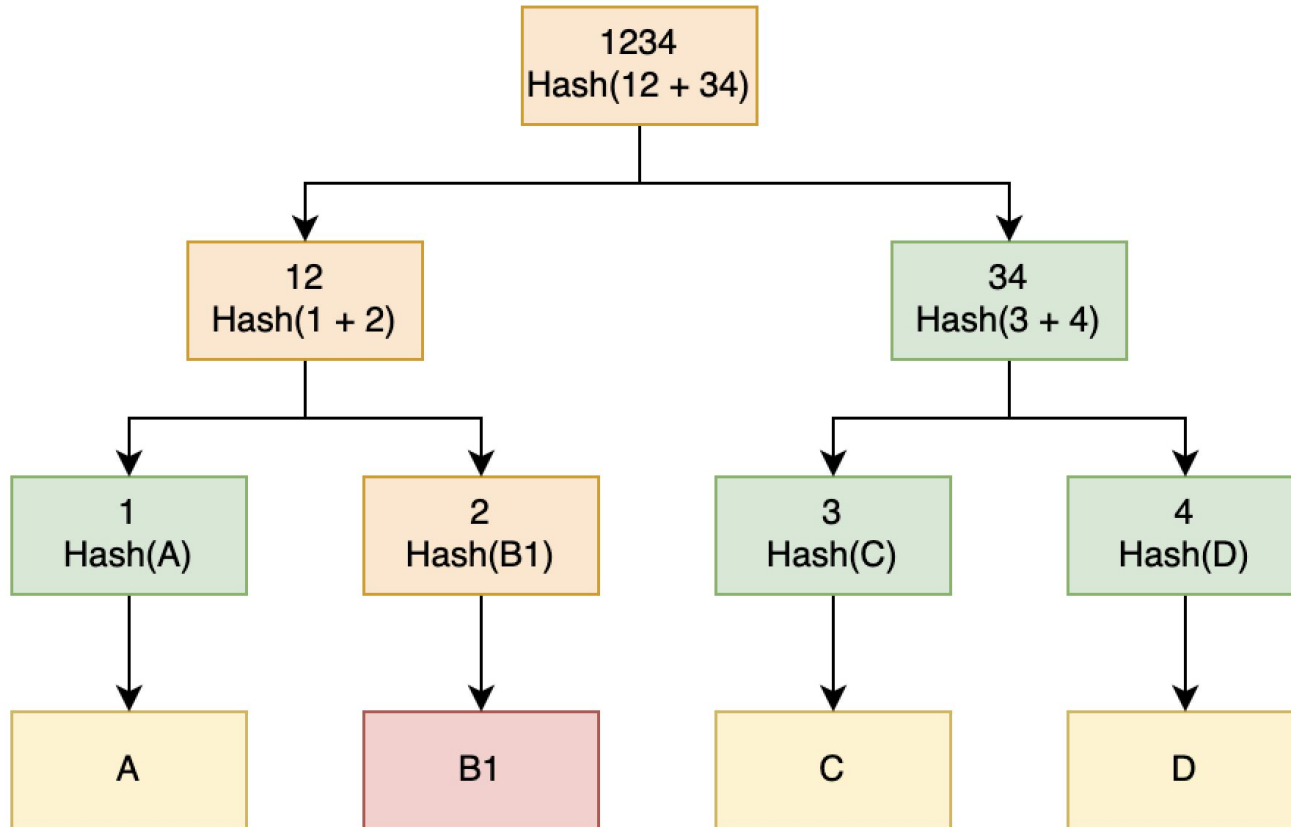 1234
Hash(12 + 34)
12
Hash(1 + 2)
34
Hash(3 + 4)
1
Hash(A)
2
Hash(B1)
3
Hash(C)
4
Hash(D)
A
B1
C
D